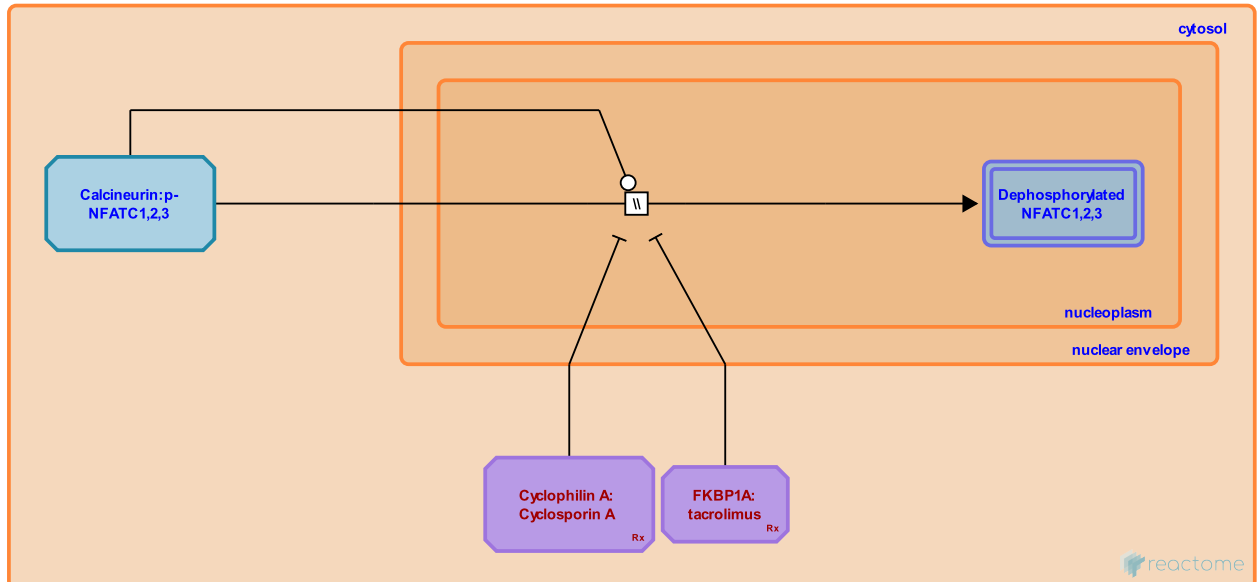 cytosol
Calcineurin:p-
NFATC1,2,3
\\
Dephosphorylated
NFATC1,2,3
nucleoplasm
nuclear envelope
Cyclophilin A:
Cyclosporin A
Rx
FKBP1A:
tacrolimus
Rx
reactome